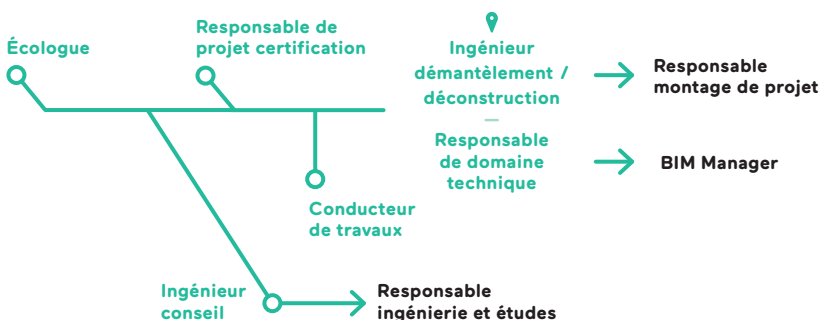 Écologue
Responsable de
projet certification
Ingénieur
démantèlement /
déconstruction
—
Responsable
de domaine
technique
Responsable
montage de projet
BIM Manager
Conducteur
de travaux
Ingénieur
conseil
Responsable
ingénierie et études